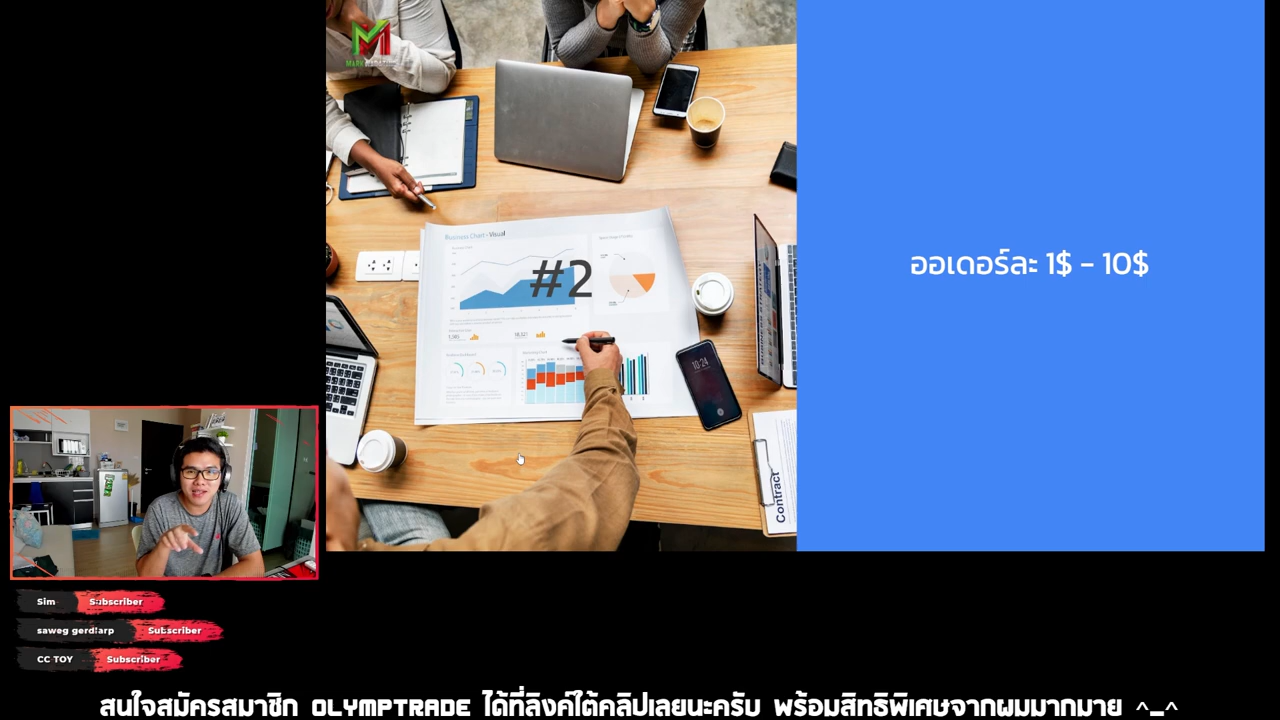 Business Chart - Visual
#2
1,505
18,321
10:24
Contract
ออเดอร์ละ 1$ - 10$
Sim Subscriber
saweg gerdlarp Subscriber
CC TOY Subscriber
สนใจสมัครสมาชิก OLYMPTRADE ได้ที่ลิงค์ใต้คลิปเลยนะครับ พร้อมสิทธิพิเศษจากผมมากมาย ^_^